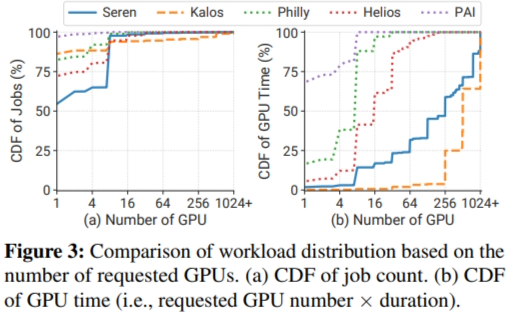 Seren Kalos Philly Helios PAI
CDF of Jobs (%)
100
75
50
25
0
1 4 16 64 256 1024+
(a) Number of GPU
CDF of GPU Time (%)
100
75
50
25
0
1 4 16 64 256 1024+
(b) Number of GPU
Figure 3: Comparison of workload distribution based on the
number of requested GPUs. (a) CDF of job count. (b) CDF
of GPU time (i.e., requested GPU number × duration).